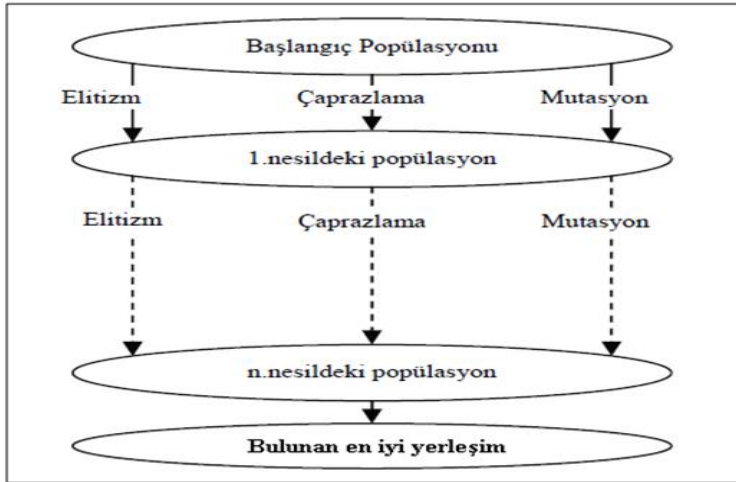 Başlangıç Popülasyonu
Elitizm Çaprazlama Mutasyon
1.nesildeki popülasyon
Elitizm Çaprazlama Mutasyon
n.nesildeki popülasyon
Bulunan en iyi yerleşim